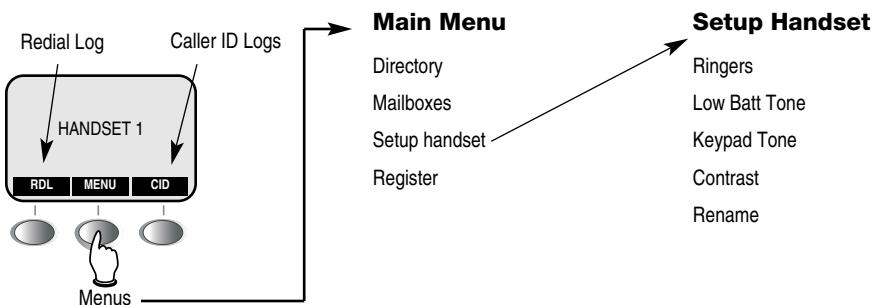 Redial Log
Caller ID Logs
HANDSET 1
RDL
MENU
CID
Menus
Main Menu
Directory
Mailboxes
Setup handset
Register
Setup Handset
Ringers
Low Batt Tone
Keypad Tone
Contrast
Rename